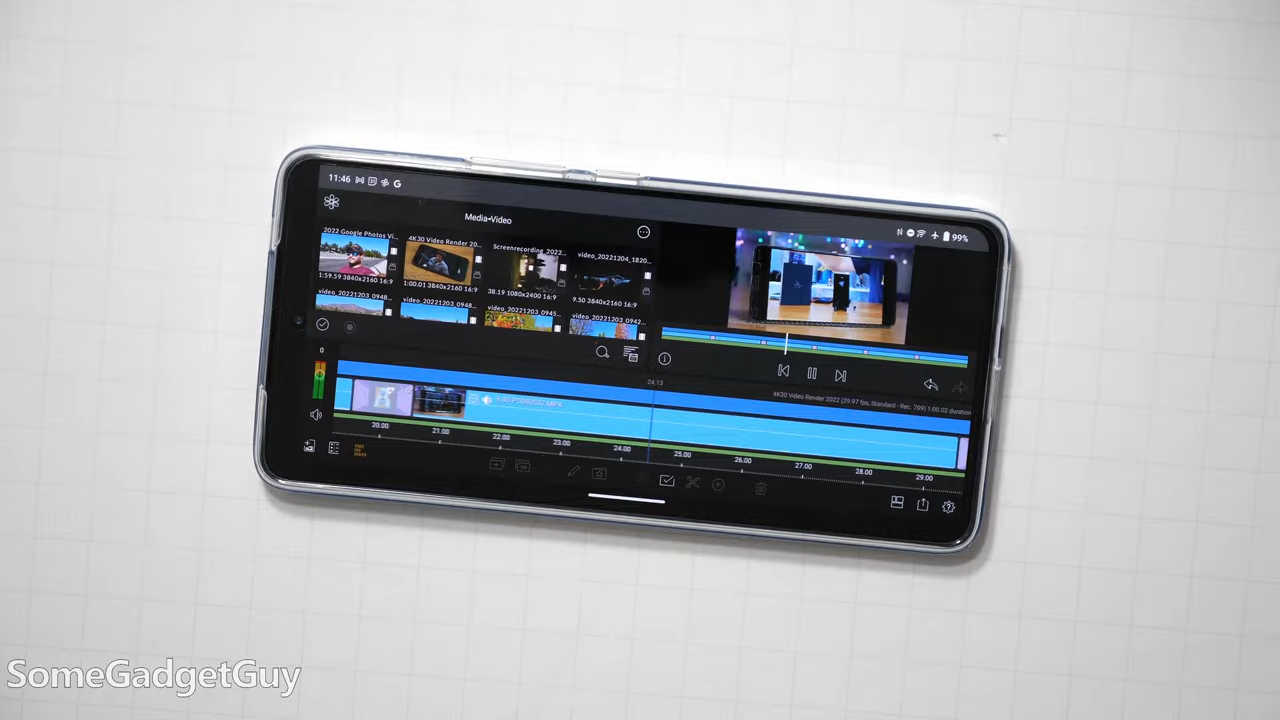 11:46
99%
Media•Video
2022 Google Photos Vi...
4K30 Video Render 20...
Screenrecording_2022...
video_20221204_1820...
1:59.59 3840x2160 16:9
1:00.01 3840x2160 16:9
38.19 1080x2400 16:9
9.50 3840x2160 16:9
video_20221203_0948...
video_20221203_0948...
video_20221203_0945...
video_20221203_0942...
0
24.13
4K30 Video Render 2022 (29.97 fps, Standard - Rec. 709) 1:00.02 duration
20.00
21.00
22.00
23.00
24.00
25.00
26.00
27.00
28.00
29.00
SomeGadgetGuy